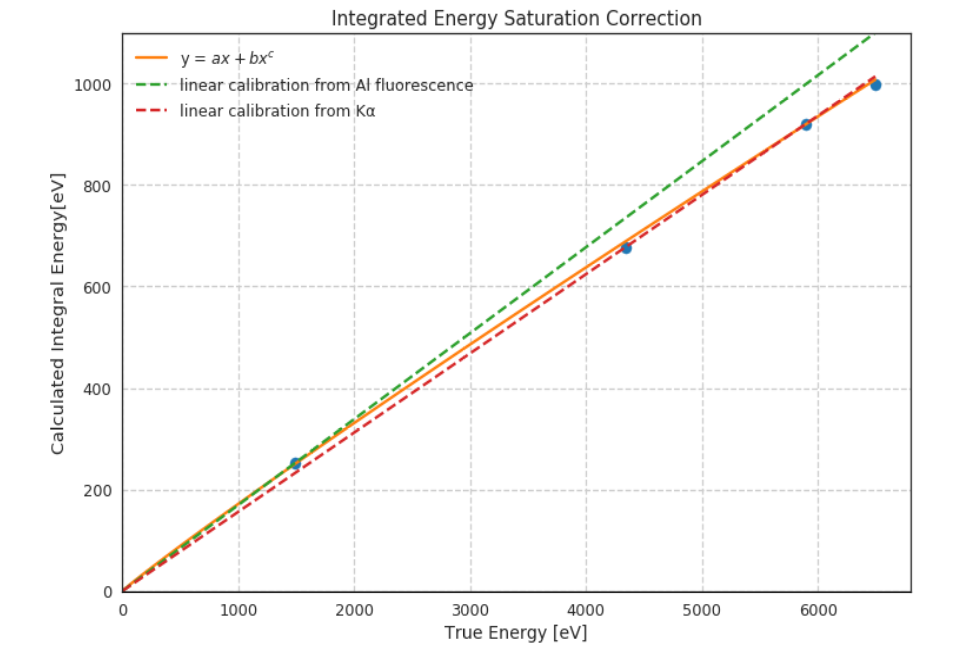 Integrated Energy Saturation Correction
y = ax + bx^c
linear calibration from Al fluorescence
linear calibration from Kα
1000
800
600
400
200
0
Calculated Integral Energy[eV]
0 1000 2000 3000 4000 5000 6000
True Energy [eV]